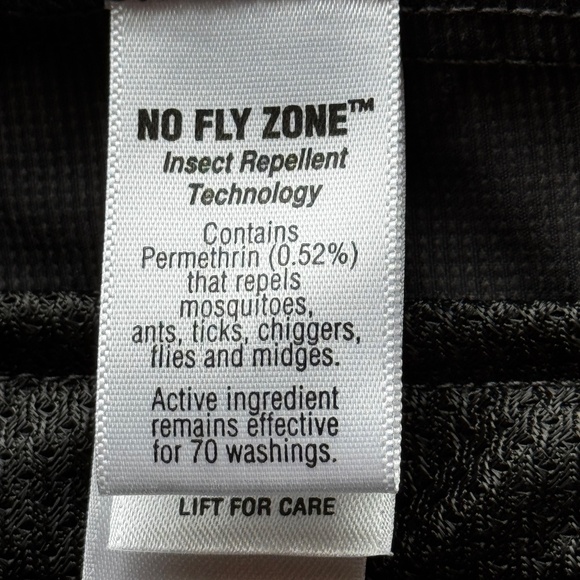 NO FLY ZONE™
Insect Repellent
Technology
Contains
Permethrin (0.52%)
that repels
mosquitoes,
ants, ticks, chiggers,
flies and midges.
Active ingredient
remains effective
for 70 washings.
LIFT FOR CARE